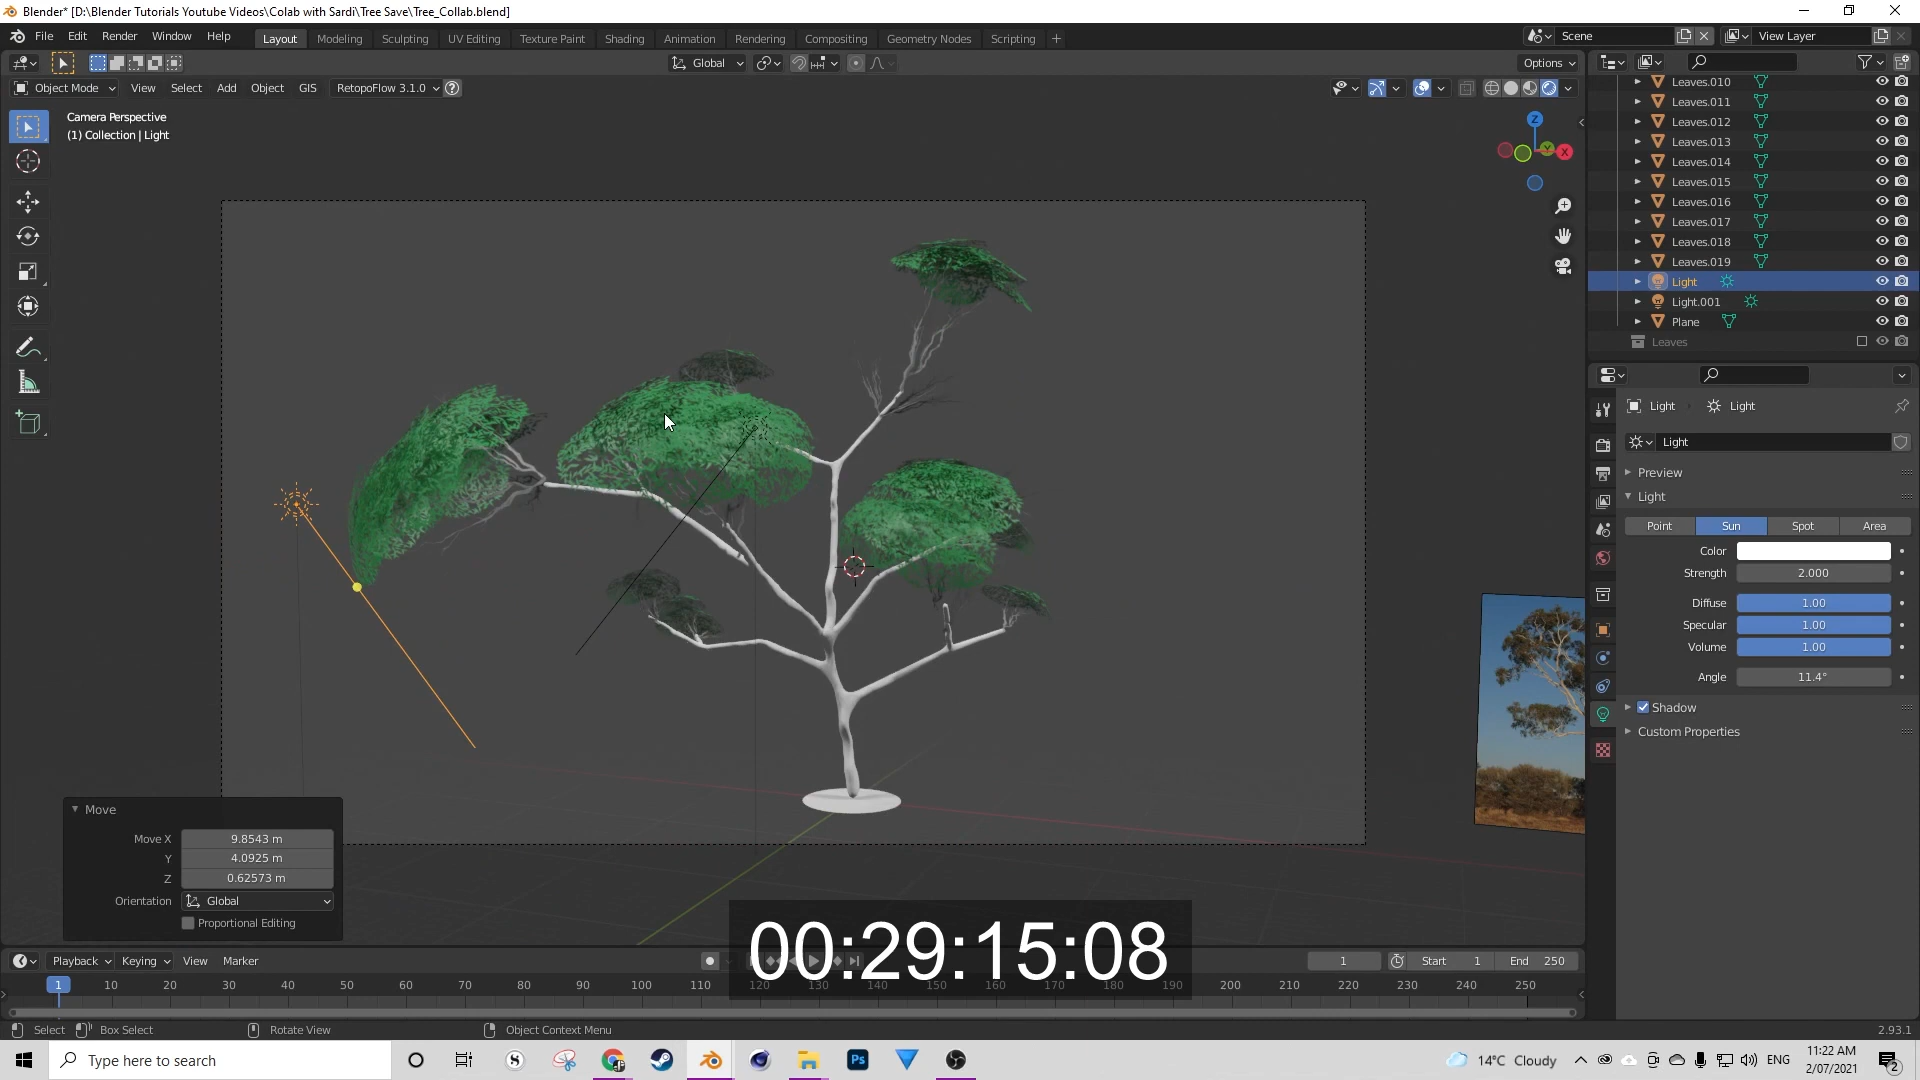 Blender* [D:\Blender Tutorials Youtube Videos\Colab with Sardi\Tree Save\Tree_Collab.blend]
File Edit Render Window Help Layout Modeling Sculpting UV Editing Texture Paint Shading Animation Rendering Compositing Geometry Nodes Scripting + Scene View Layer
Global Options
Object Mode View Select Add Object GIS RetopoFlow 3.1.0 ?
Camera Perspective
(1) Collection | Light
Z
Y
X
Leaves.010
Leaves.011
Leaves.012
Leaves.013
Leaves.014
Leaves.015
Leaves.016
Leaves.017
Leaves.018
Leaves.019
Light
Light.001
Plane
Leaves
Light Light
Light
Preview
Light
Point Sun Spot Area
Color
Strength 2.000
Diffuse 1.00
Specular 1.00
Volume 1.00
Angle 11.4°
Shadow
Custom Properties
Move
Move X 9.8543 m
Y 4.0925 m
Z 0.62573 m
Orientation Global
Proportional Editing
00:29:15:08
Playback Keying View Marker 1 Start 1 End 250
1 10 20 30 40 50 60 70 80 90 100 110 120 130 140 150 160 170 180 190 200 210 220 230 240 250
Select Box Select Rotate View Object Context Menu 2.93.1
Type here to search Ps 14°C Cloudy ENG 11:22 AM
2/07/2021 2